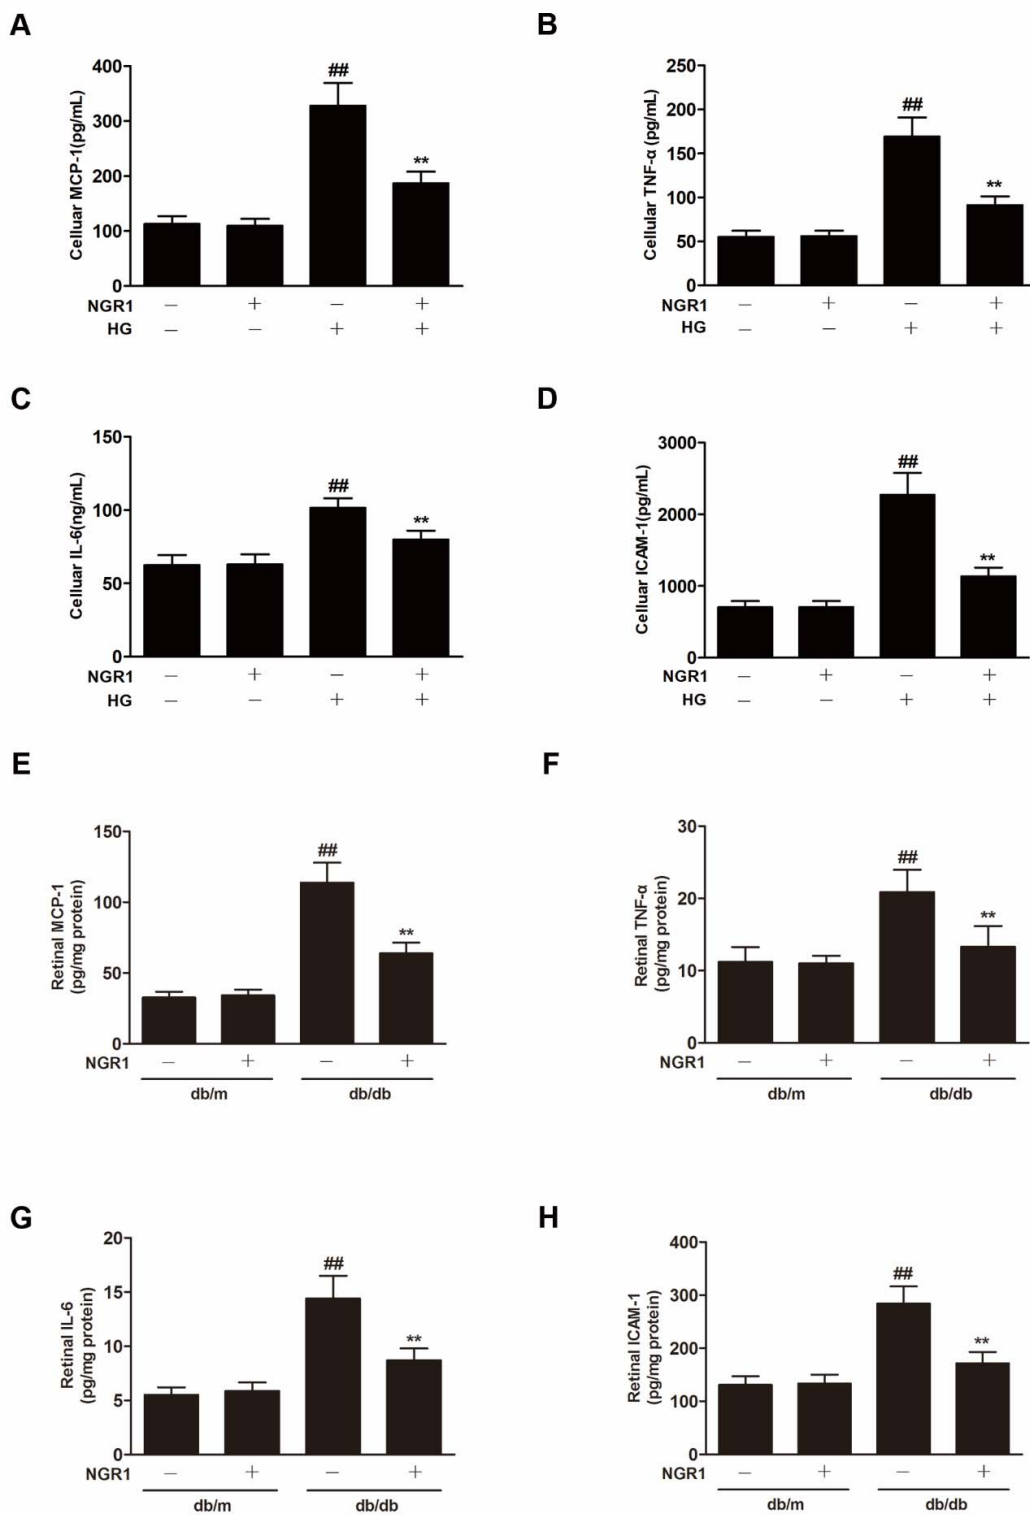 A
Celluar MCP-1(pg/mL)
400
300
200
100
0
##
**
NGR1 – + – +
HG – – + +
B
Cellular TNF-α (pg/mL)
250
200
150
100
50
0
##
**
NGR1 – + – +
HG – – + +
C
Celluar IL-6(ng/mL)
150
100
50
0
##
**
NGR1 – + – +
HG – – + +
D
Celluar ICAM-1(pg/mL)
3000
2000
1000
0
##
**
NGR1 – + – +
HG – – + +
E
Retinal MCP-1
(pg/mg protein)
150
100
50
0
##
**
NGR1 – + – +
db/m db/db
F
Retinal TNF-α
(pg/mg protein)
30
20
10
0
##
**
NGR1 – + – +
db/m db/db
G
Retinal IL-6
(pg/mg protein)
20
15
10
5
0
##
**
NGR1 – + – +
db/m db/db
H
Retinal ICAM-1
(pg/mg protein)
400
300
200
100
0
##
**
NGR1 – + – +
db/m db/db